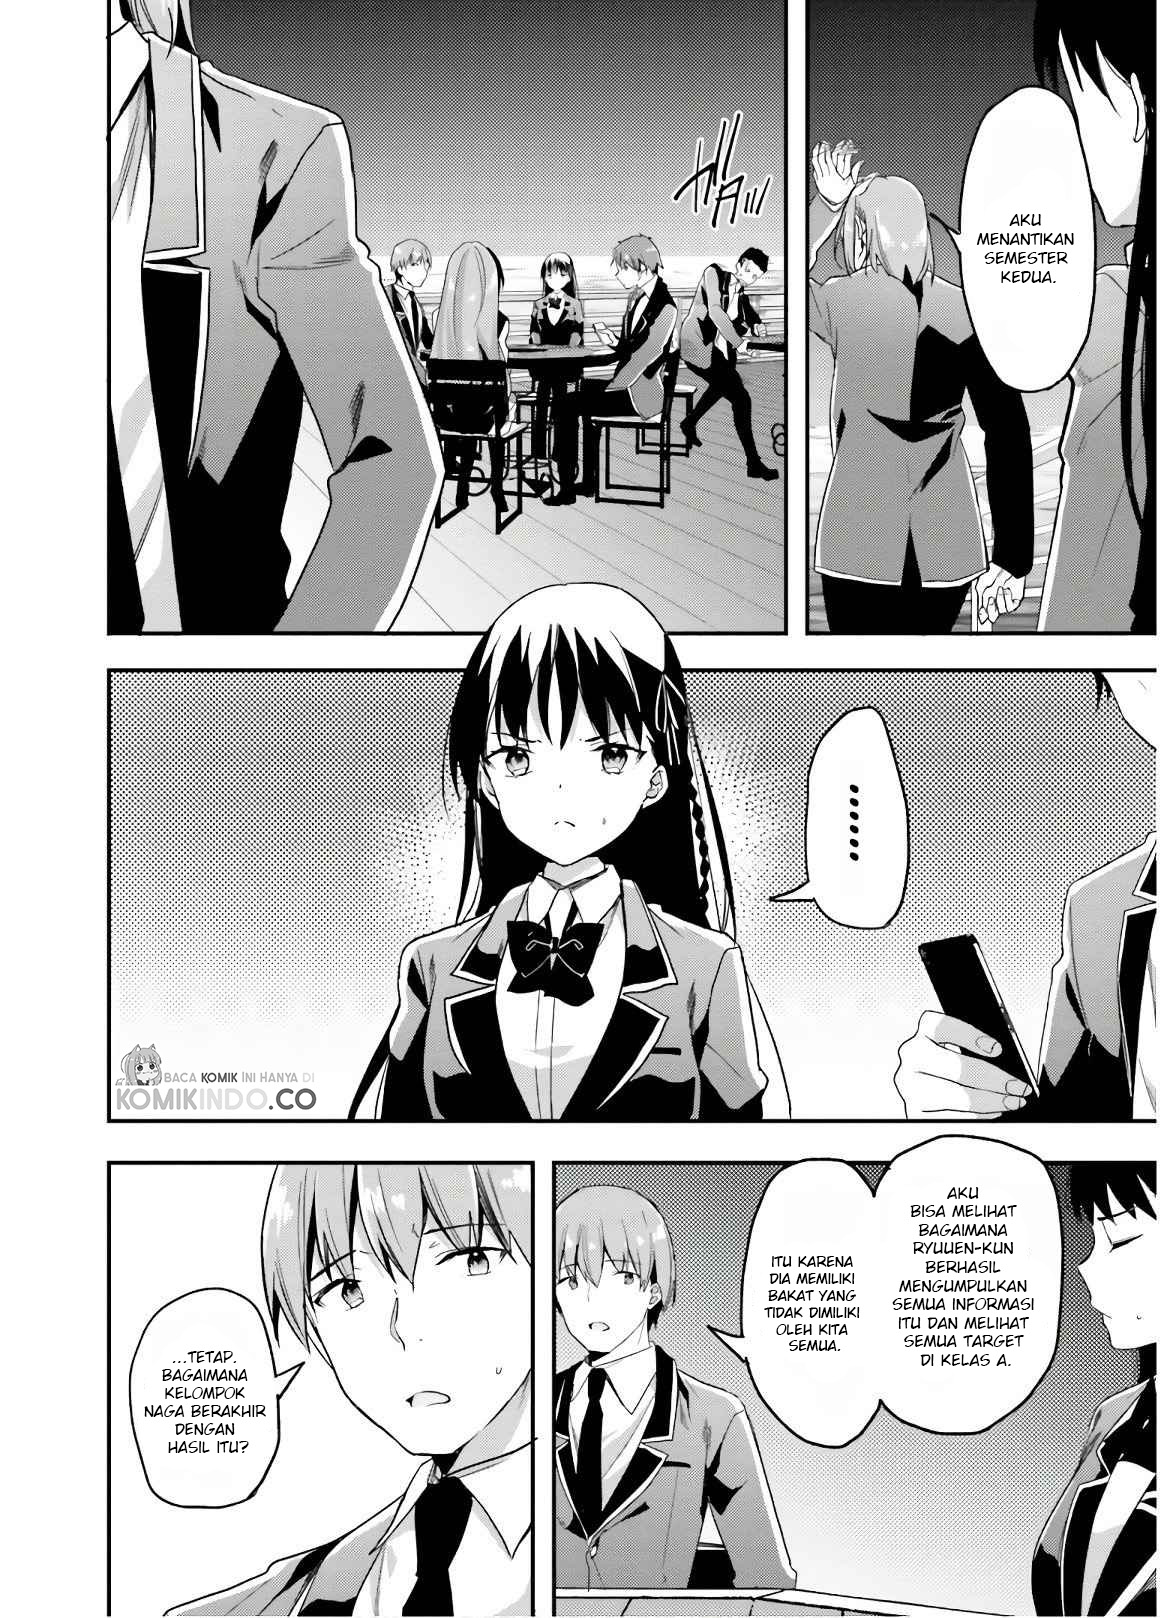 AKU
MENANTIKAN
SEMESTER
KEDUA.
........
AKU
BISA MELIHAT
BAGAIMANA
RYUUEN-KUN
BERHASIL
MENGUMPULKAN
SEMUA INFORMASI
ITU DAN MELIHAT
SEMUA TARGET
DI KELAS A.
ITU KARENA
DIA MEMILIKI
BAKAT YANG
TIDAK DIMILIKI
OLEH KITA
SEMUA.
...TETAP.
BAGAIMANA
KELOMPOK
NAGA BERAKHIR
DENGAN
HASIL ITU?
BACA KOMIK INI HANYA DI
KOMIKINDO.CO